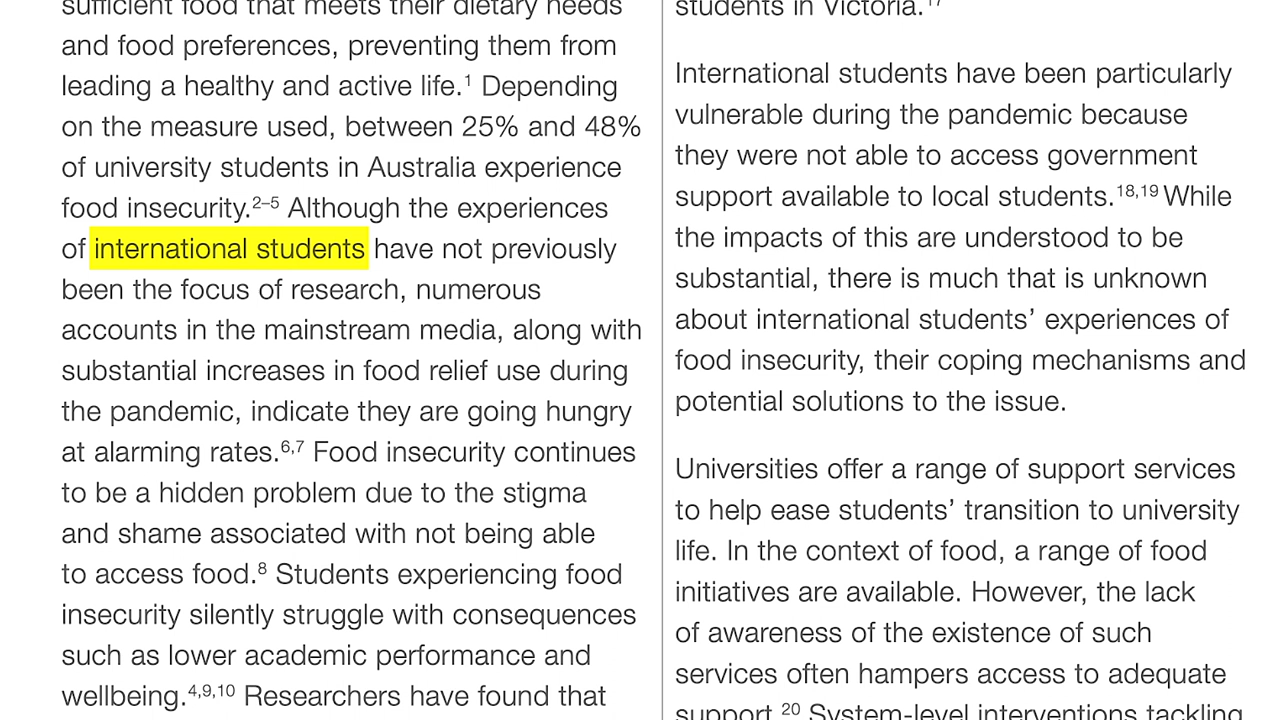 sufficient food that meets their dietary needs
and food preferences, preventing them from
leading a healthy and active life.¹ Depending
on the measure used, between 25% and 48%
of university students in Australia experience
food insecurity.²⁻⁵ Although the experiences
of international students have not previously
been the focus of research, numerous
accounts in the mainstream media, along with
substantial increases in food relief use during
the pandemic, indicate they are going hungry
at alarming rates.⁶,⁷ Food insecurity continues
to be a hidden problem due to the stigma
and shame associated with not being able
to access food.⁸ Students experiencing food
insecurity silently struggle with consequences
such as lower academic performance and
wellbeing.⁴,⁹,¹⁰ Researchers have found that
students in Victoria.¹⁷
International students have been particularly
vulnerable during the pandemic because
they were not able to access government
support available to local students.¹⁸,¹⁹ While
the impacts of this are understood to be
substantial, there is much that is unknown
about international students’ experiences of
food insecurity, their coping mechanisms and
potential solutions to the issue.
Universities offer a range of support services
to help ease students’ transition to university
life. In the context of food, a range of food
initiatives are available. However, the lack
of awareness of the existence of such
services often hampers access to adequate
support.²⁰ System-level interventions tackling